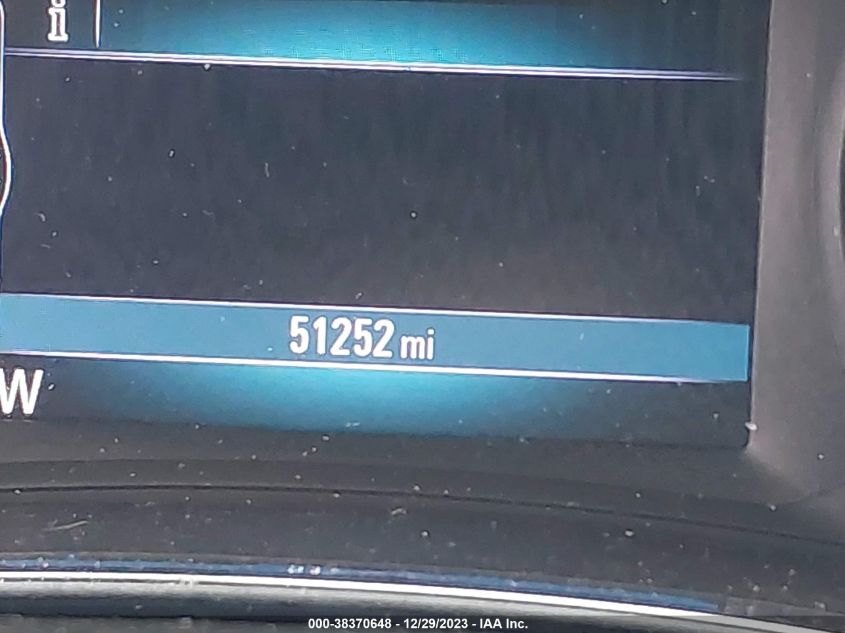 i
51252 mi
W
000-38370648 - 12/29/2023 - IAA Inc.